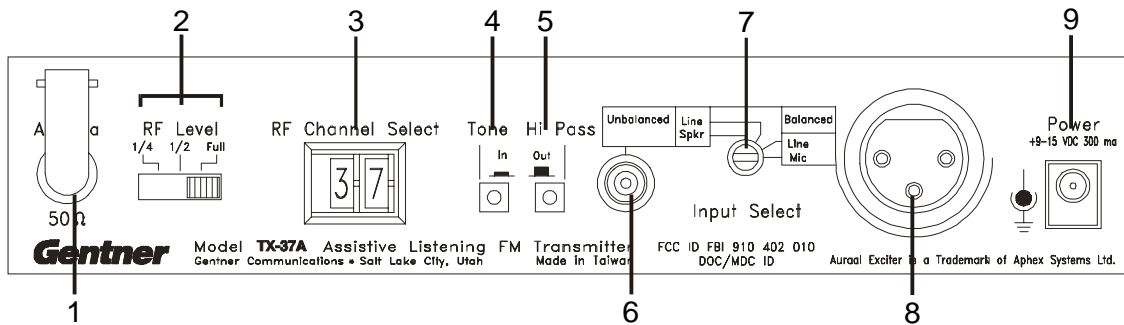 2 3 4 5 7 9
RF Level
1/4 1/2 Full
RF Channel Select
37
Tone Hi Pass
In Out
Unbalanced
Line
Spkr
Balanced
Line
Mic
Input Select
Power
+9-15 VDC 300 ma
50Ω
Gentner
Model TX-37A Assistive Listening FM Transmitter
Gentner Communications • Salt Lake City, Utah Made in Taiwan
FCC ID FBI 910 402 010
DOC/MDC ID
Aural Exciter is a Trademark of Aphex Systems Ltd.
1 6 8